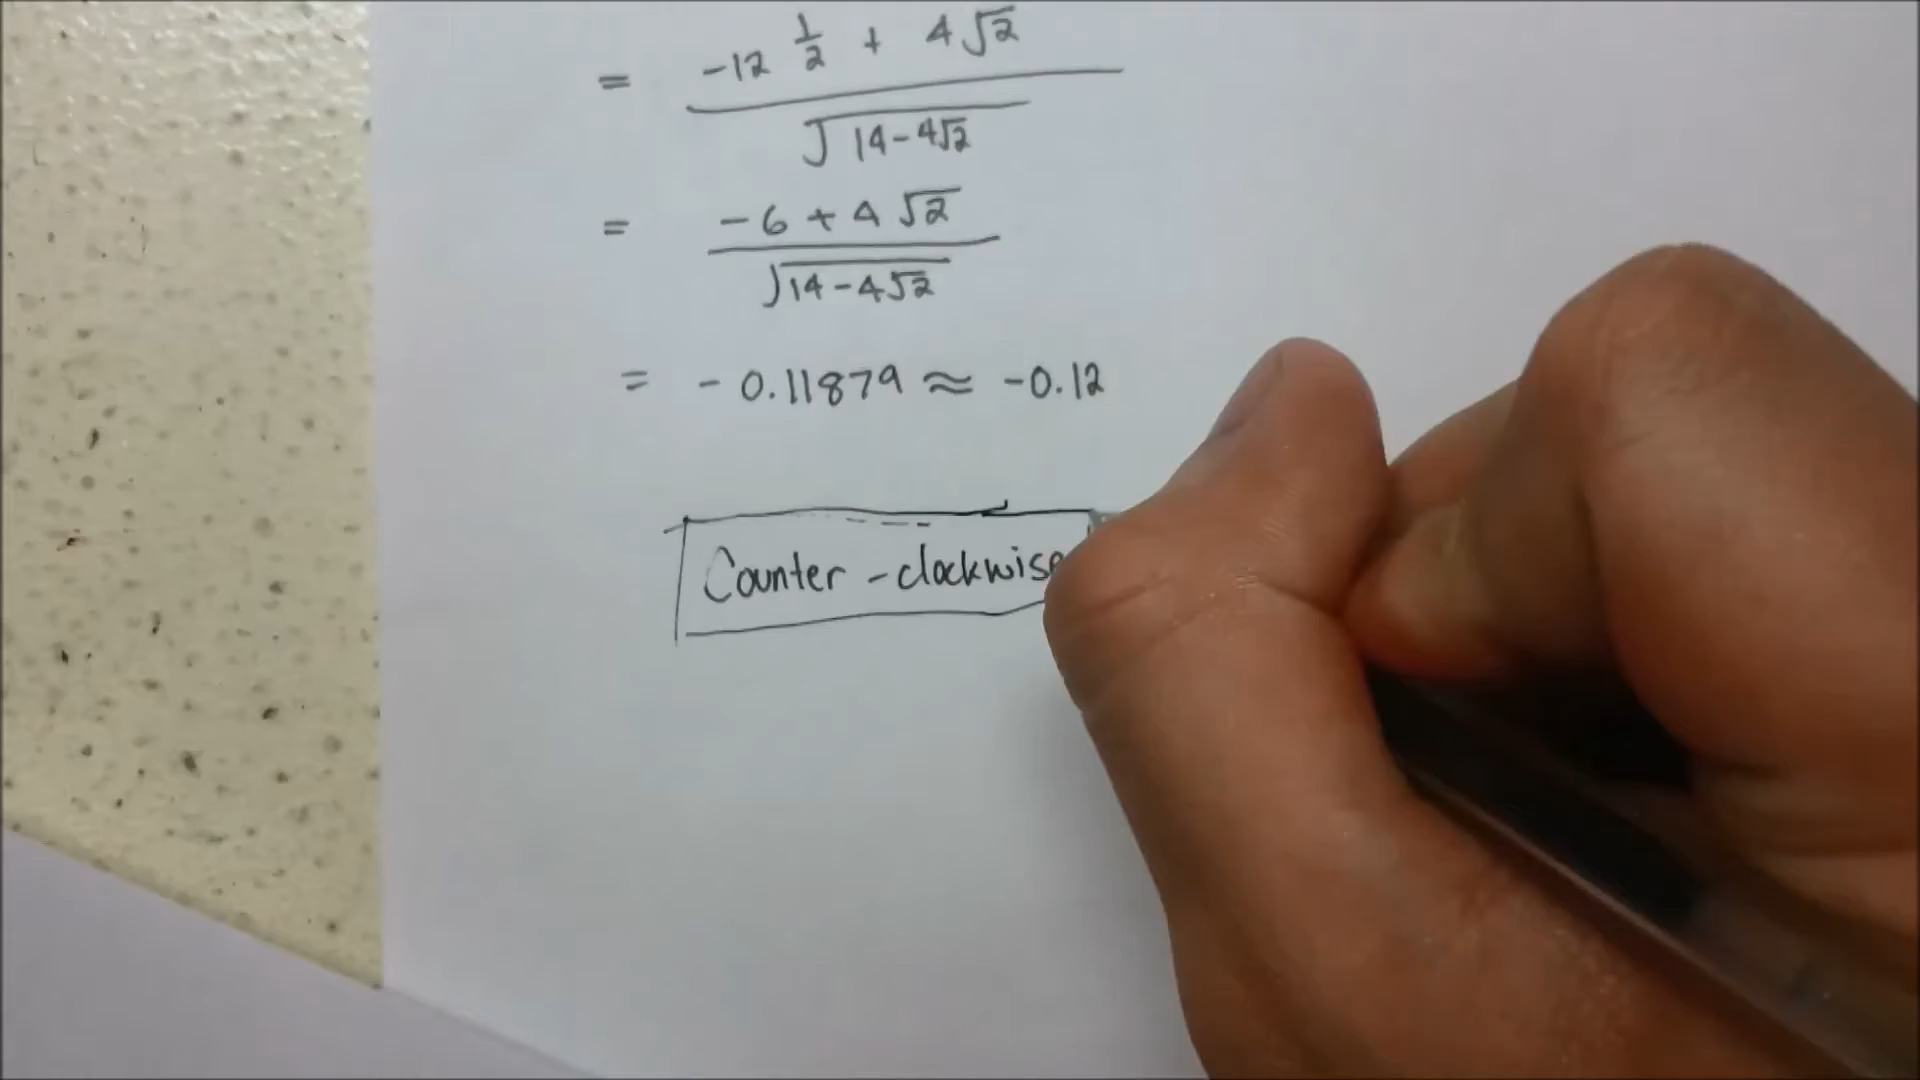 = -12 1/2 + 4√2
√14-4√2
= -6 + 4√2
√14-4√2
= -0.11879 ≈ -0.12
Counter-clockwise